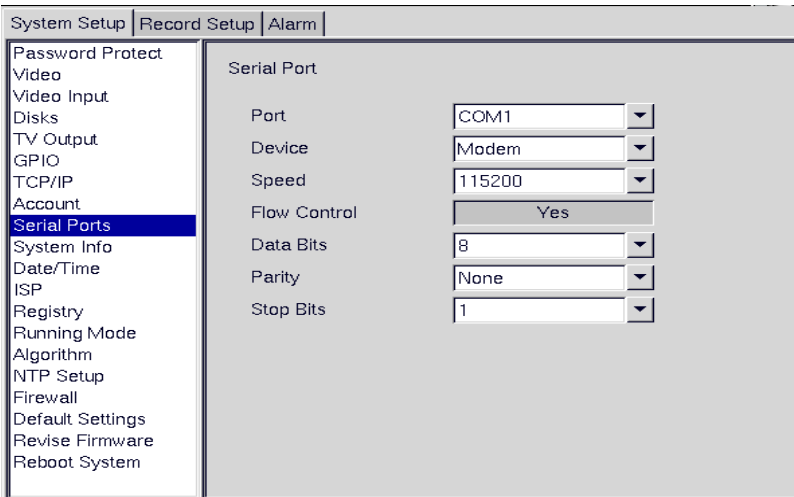 System Setup Record Setup Alarm
Password Protect
Video
Video Input
Disks
TV Output
GPIO
TCP/IP
Account
Serial Ports
System Info
Date/Time
ISP
Registry
Running Mode
Algorithm
NTP Setup
Firewall
Default Settings
Revise Firmware
Reboot System
Serial Port
Port COM1
Device Modem
Speed 115200
Flow Control Yes
Data Bits 8
Parity None
Stop Bits 1